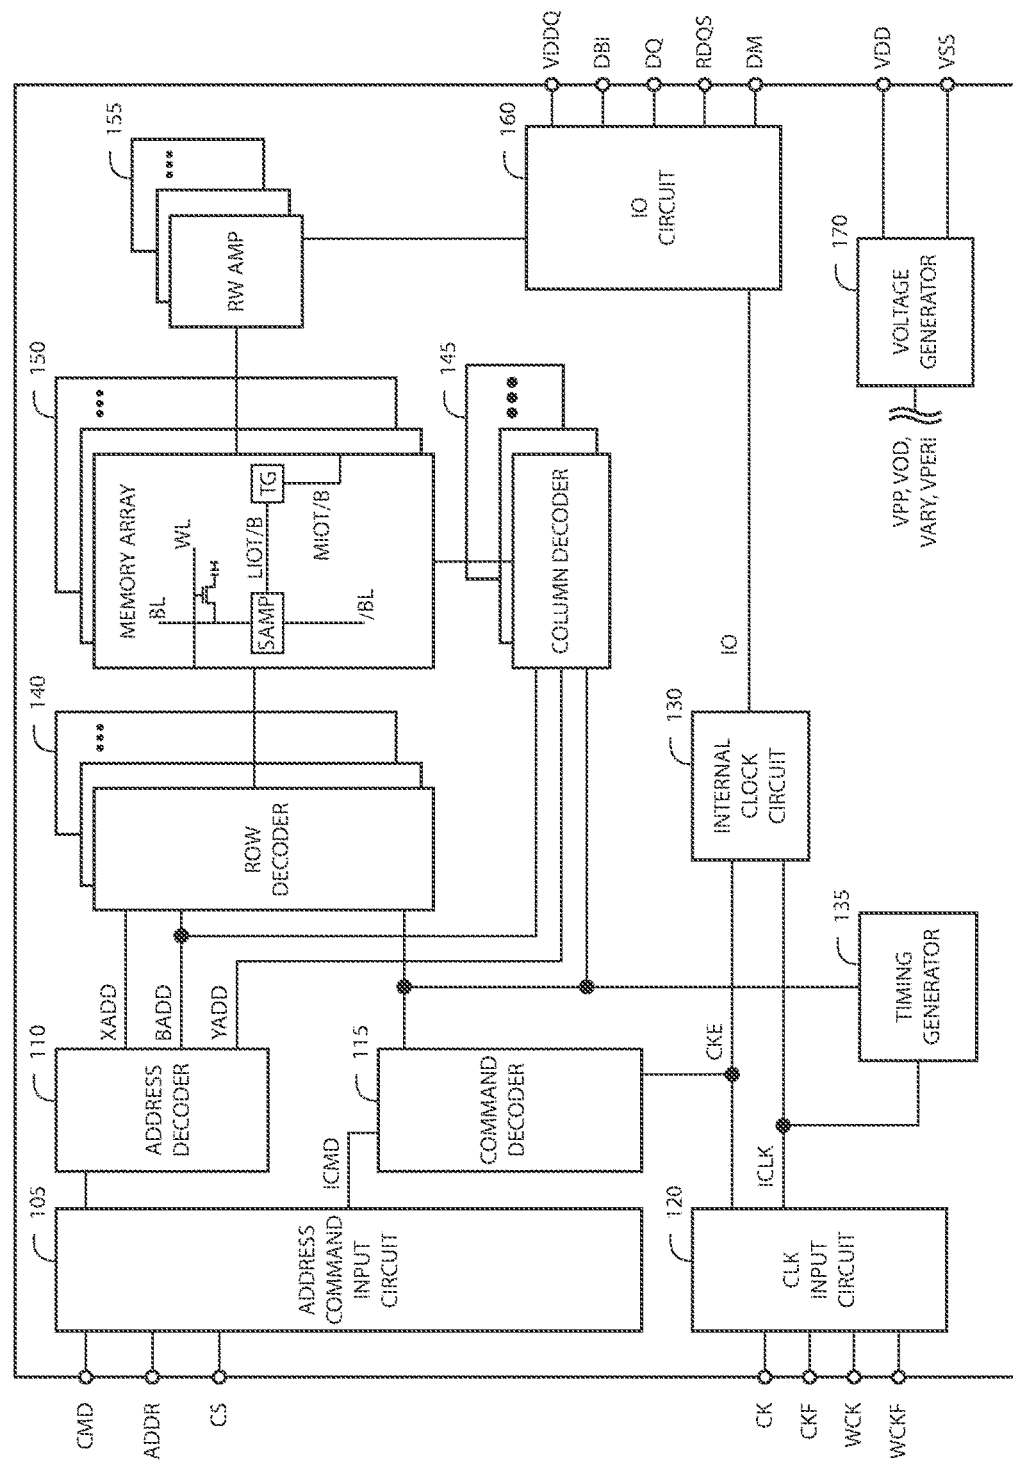 CMD
ADDR
CS
CK
CKF
WCK
WCKF
105
ADDRESS
COMMAND
INPUT
CIRCUIT
120
CLK
INPUT
CIRCUIT
110
ADDRESS
DECODER
XADD
BADD
YADD
ICMD
115
COMMAND
DECODER
CKE
ICLK
135
TIMING
GENERATOR
140
•••
ROW
DECODER
130
INTERNAL
CLOCK
CIRCUIT
IO
150
•••
MEMORY ARRAY
BL
WL
SAMP
/BL
LIOT/B
TG
MIOT/B
145
•••
COLUMN DECODER
155
•••
RW AMP
160
IO
CIRCUIT
170
VOLTAGE
GENERATOR
VPP, VOD,
VARY, VPERI
VDDQ
DBI
DQ
RDQS
DM
VDD
VSS